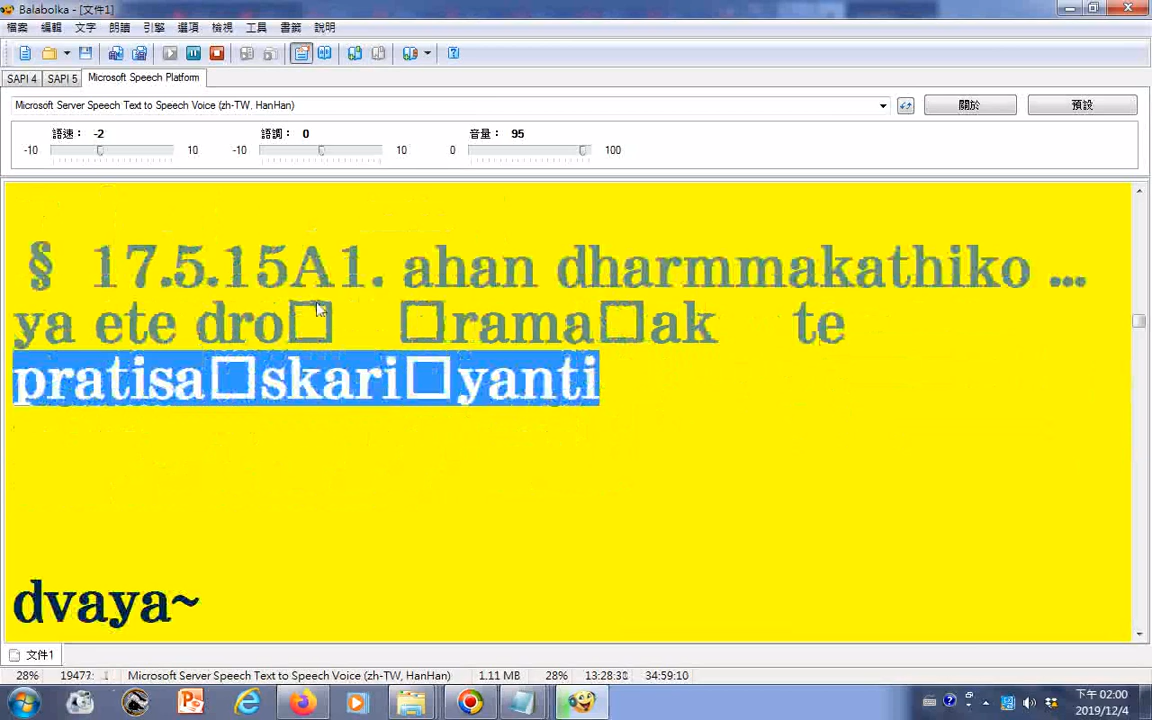 Balabolka - [文件1]
檔案 編輯 文字 朗讀 引擎 選項 檢視 工具 書籤 說明
SAPI 4 SAPI 5 Microsoft Speech Platform
Microsoft Server Speech Text to Speech Voice (zh-TW, HanHan) 關於 預設
語速： -2 語調： 0 音量： 95
-10 10 -10 10 0 100
§ 17.5.15A1. ahan dharmmakathiko ...
ya ete dro□ □rama□ak te
pratisa□skari□yanti
dvaya~
文件1
28% 19477: Microsoft Server Speech Text to Speech Voice (zh-TW, HanHan) 1.11 MB 28% 34:59:10
下午 02:00
2019/12/4